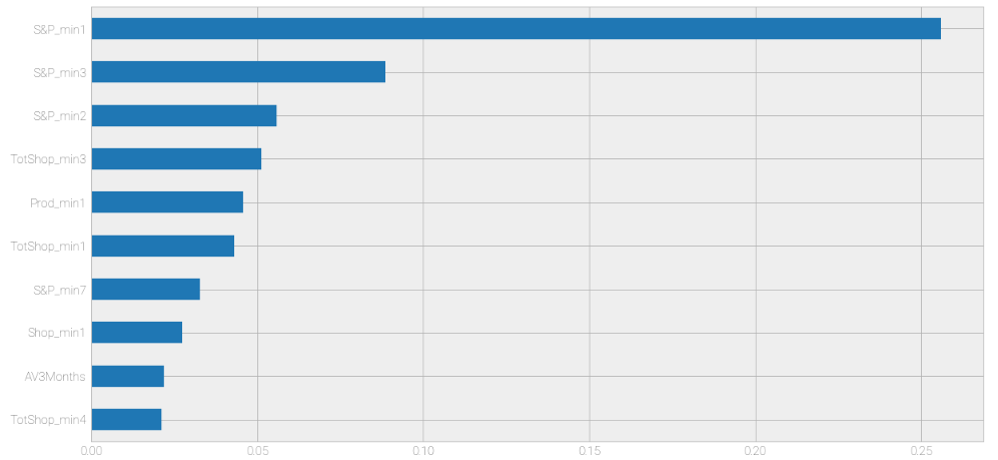 S&P_min1
S&P_min3
S&P_min2
TotShop_min3
Prod_min1
TotShop_min1
S&P_min7
Shop_min1
AV3Months
TotShop_min4
0.00 0.05 0.10 0.15 0.20 0.25